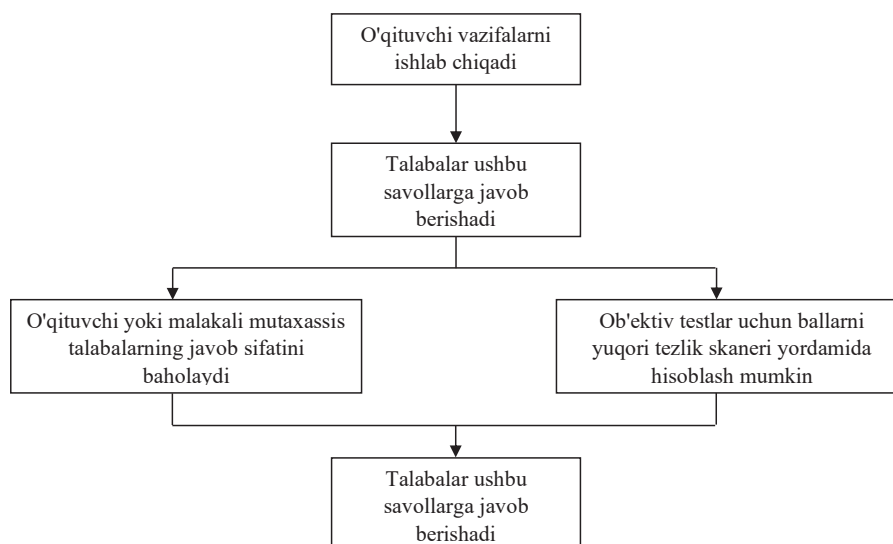 O'qituvchi vazifalarni
ishlab chiqadi
Talabalar ushbu
savollarga javob
berishadi
O'qituvchi yoki malakali mutaxassis
talabalarning javob sifatini
baholaydi
Ob'ektiv testlar uchun ballarni
yuqori tezlik skaneri yordamida
hisoblash mumkin
Talabalar ushbu
savollarga javob
berishadi